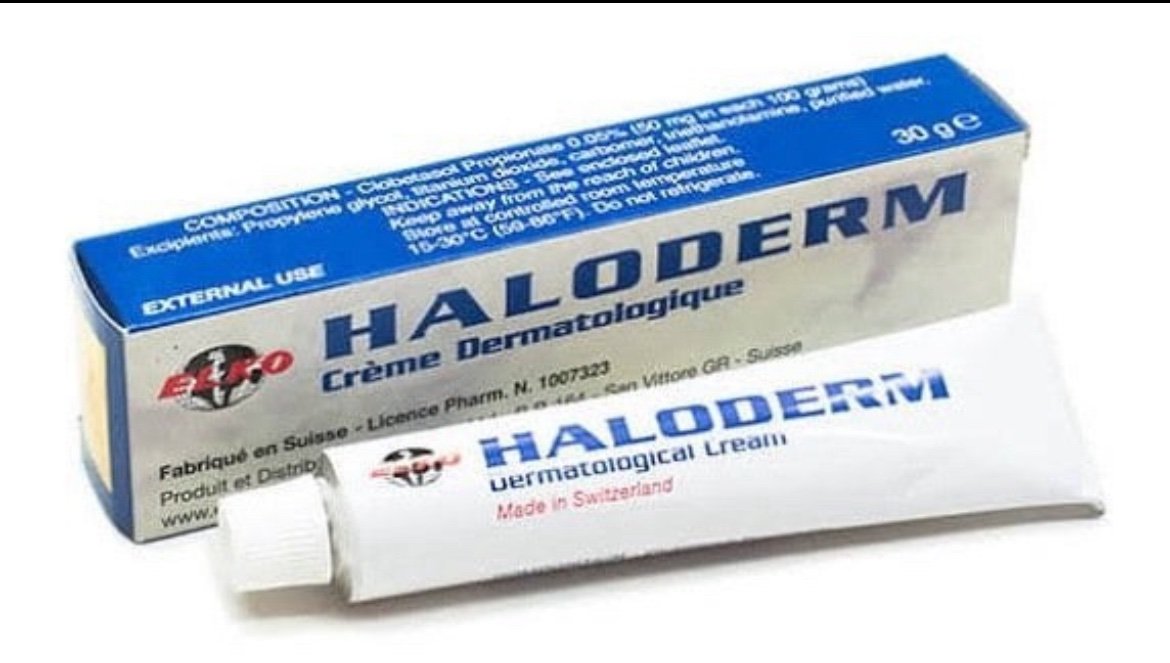 COMPOSITION - Clobetasol Propionate 0.05% (50 mg in each 100 grams)
Excipients: Propylene glycol, titanium dioxide, carbomer, triethanolamine, purified water.
INDICATIONS - See enclosed leaflet.
Keep away from the reach of children.
Store at controlled room temperature
15-30°C (59-86°F). Do not refrigerate.
EXTERNAL USE
30 g e
HALODERM
Crème Dermatologique
ELKO
Fabriqué en Suisse - Licence Pharm. N. 1007323
Produit et Distrib
164 - San Vittore GR - Suisse
www.
ELKO
HALODERM
Dermatological Cream
Made in Switzerland